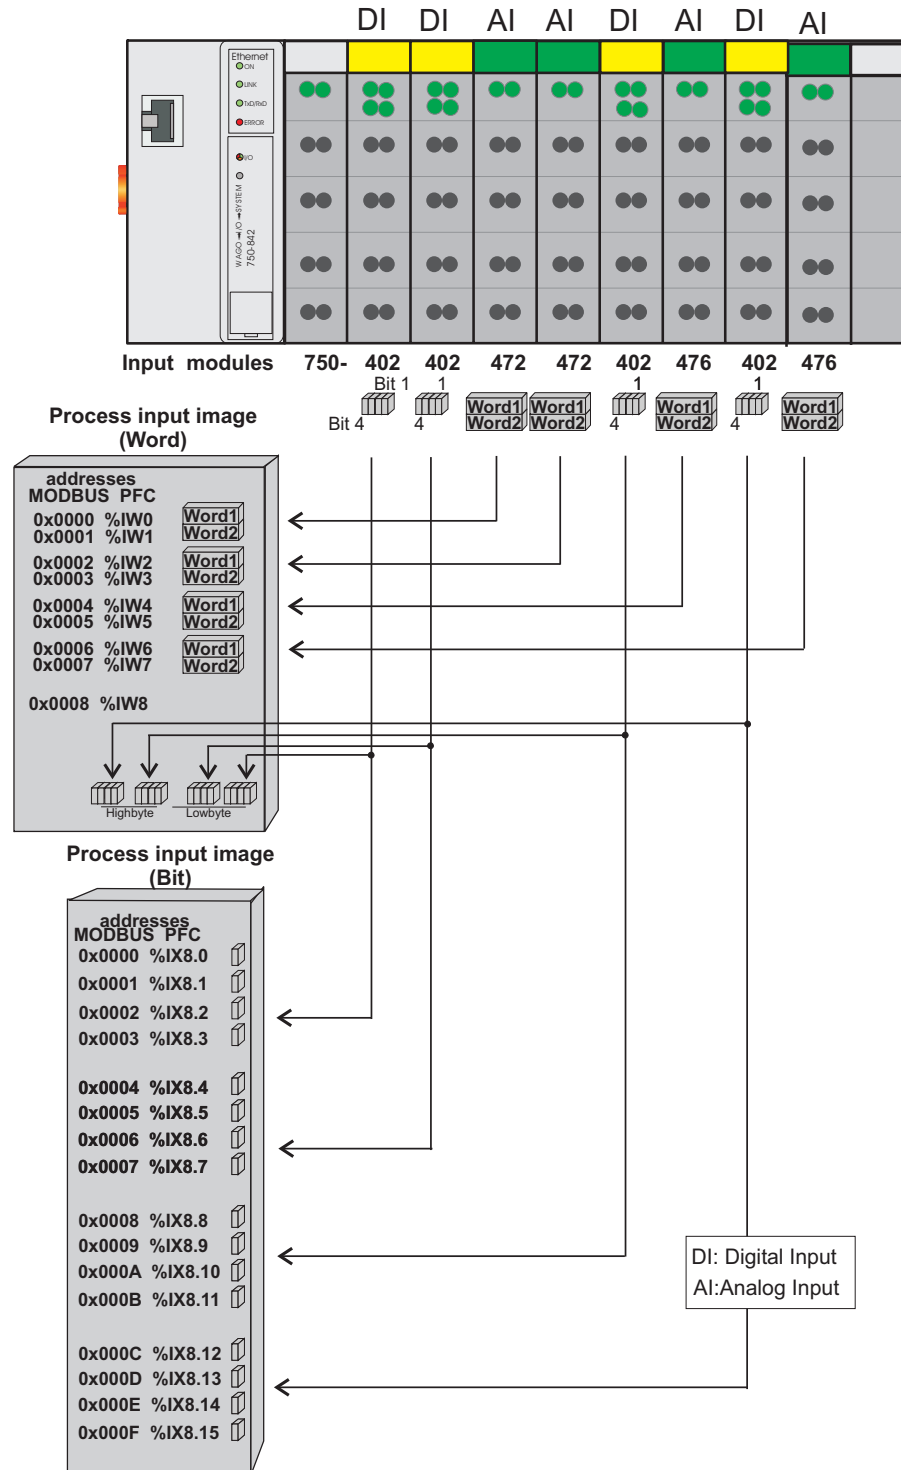 DI DI AI AI DI AI DI AI
Ethernet
ON
LINK
TxD/RxD
ERROR
I/O
WAGO I/O SYSTEM
750-842
Input modules 750- 402 402 472 472 402 476 402 476
Bit 1 1 1 1
Bit 4 4 4 4
Word1 Word1 Word1 Word1
Word2 Word2 Word2 Word2
Process input image
(Word)
addresses
MODBUS PFC
0x0000 %IW0 Word1
0x0001 %IW1 Word2
0x0002 %IW2 Word1
0x0003 %IW3 Word2
0x0004 %IW4 Word1
0x0005 %IW5 Word2
0x0006 %IW6 Word1
0x0007 %IW7 Word2
0x0008 %IW8
Highbyte Lowbyte
Process input image
(Bit)
addresses
MODBUS PFC
0x0000 %IX8.0
0x0001 %IX8.1
0x0002 %IX8.2
0x0003 %IX8.3
0x0004 %IX8.4
0x0005 %IX8.5
0x0006 %IX8.6
0x0007 %IX8.7
0x0008 %IX8.8
0x0009 %IX8.9
0x000A %IX8.10
0x000B %IX8.11
0x000C %IX8.12
0x000D %IX8.13
0x000E %IX8.14
0x000F %IX8.15
DI: Digital Input
AI:Analog Input